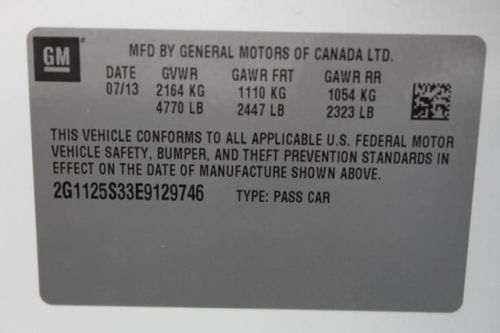 GM
MFD BY GENERAL MOTORS OF CANADA LTD.
DATE GVWR GAWR FRT GAWR RR
07/13 2164 KG 1110 KG 1054 KG
4770 LB 2447 LB 2323 LB
THIS VEHICLE CONFORMS TO ALL APPLICABLE U.S. FEDERAL MOTOR
VEHICLE SAFETY, BUMPER, AND THEFT PREVENTION STANDARDS IN
EFFECT ON THE DATE OF MANUFACTURE SHOWN ABOVE.
2G1125S33E9129746 TYPE: PASS CAR